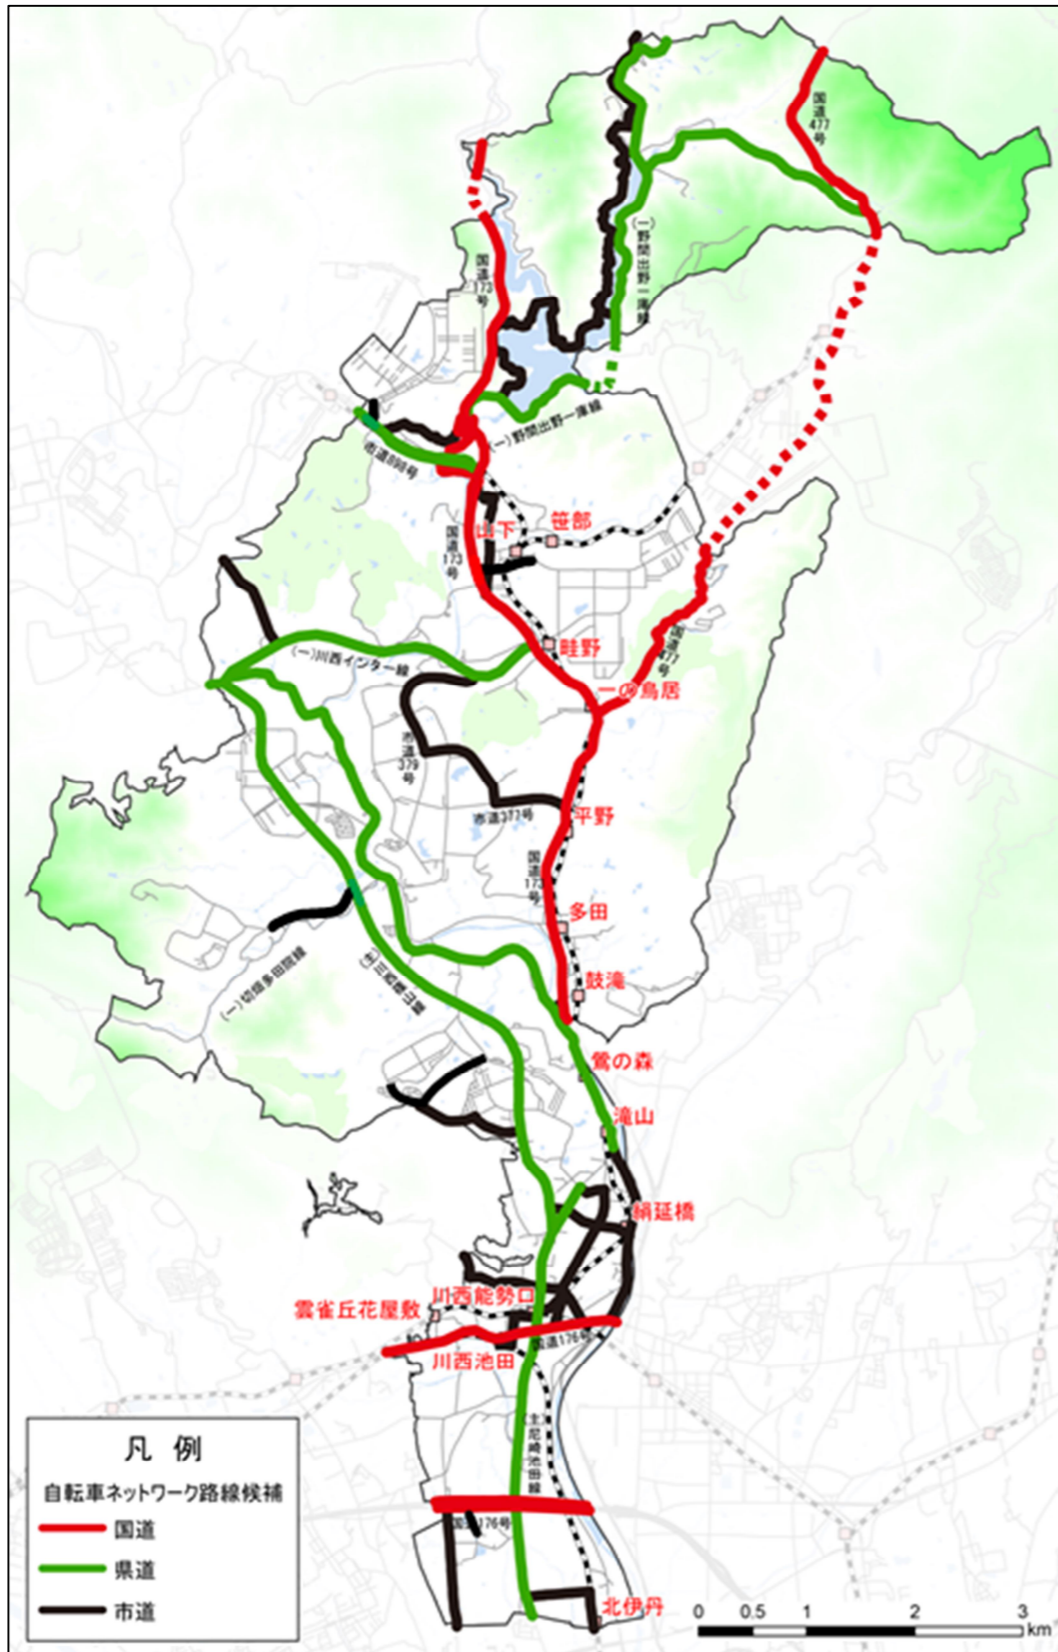 国道477号
国道173号
(一)野間出野一庫線
(一)野間出野一庫線
市道898号
国道173号
山下
笹部
畦野
国道477号
一の鳥居
(一)川西インター線
市道379号
市道377号
平野
国道173号
多田
鼓滝
(一)切畑多田院線
(主)川西篠山線
鶯の森
滝山
絹延橋
川西能勢口
雲雀丘花屋敷
国道176号
川西池田
(主)尼崎池田線
国道176号
北伊丹
凡 例
自転車ネットワーク路線候補
国道
県道
市道
0 0.5 1 2 3
km